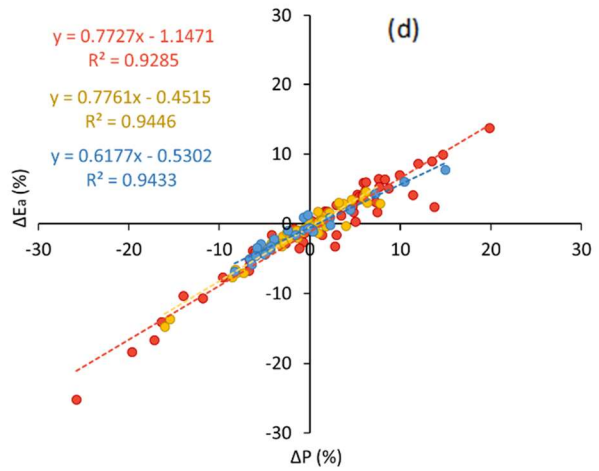 (d)
y = 0.7727x - 1.1471
R² = 0.9285
y = 0.7761x - 0.4515
R² = 0.9446
y = 0.6177x - 0.5302
R² = 0.9433
30
20
10
0
-10
-20
-30
-30
-20
-10
0
10
20
30
ΔEa (%)
ΔP (%)